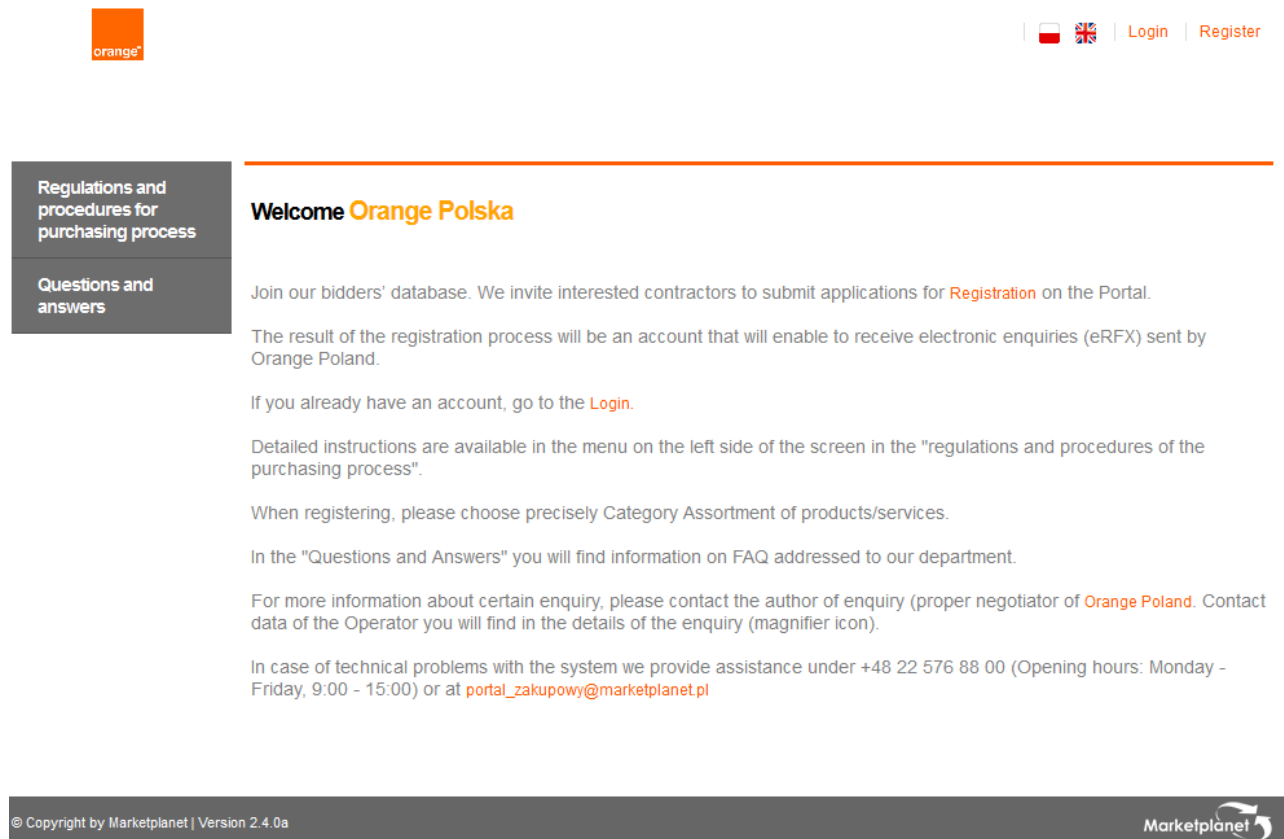 orange™
Login
Register
Regulations and
procedures for
purchasing process
Questions and
answers
Welcome Orange Polska
Join our bidders' database. We invite interested contractors to submit applications for Registration on the Portal.
The result of the registration process will be an account that will enable to receive electronic enquiries (eRFX) sent by
Orange Poland.
If you already have an account, go to the Login.
Detailed instructions are available in the menu on the left side of the screen in the "regulations and procedures of the
purchasing process".
When registering, please choose precisely Category Assortment of products/services.
In the "Questions and Answers" you will find information on FAQ addressed to our department.
For more information about certain enquiry, please contact the author of enquiry (proper negotiator of Orange Poland. Contact
data of the Operator you will find in the details of the enquiry (magnifier icon).
In case of technical problems with the system we provide assistance under +48 22 576 88 00 (Opening hours: Monday -
Friday, 9:00 - 15:00) or at portal_zakupowy@marketplanet.pl
© Copyright by Marketplanet | Version 2.4.0a
Marketplanet